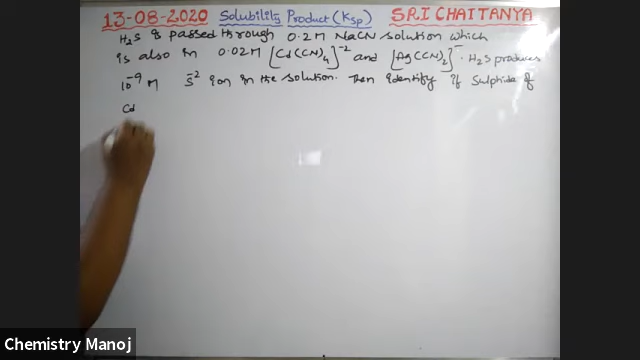 13-08-2020 Solubility Product (Ksp) SRI CHAITANYA
H₂S is passed through 0.2M NaCN solution which
is also in 0.02M [Cd(CN)₄]⁻² and [Ag(CN)₂]⁻. H₂S produces
10⁻⁹ M S⁻² ion in the solution. Then identify if Sulphide of
Cd
Chemistry Manoj